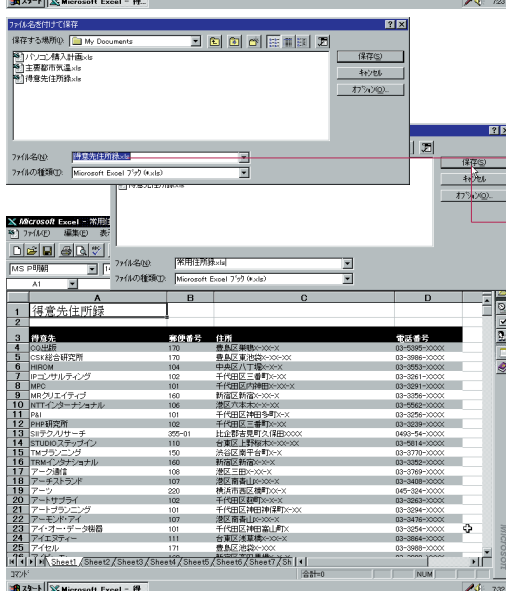 スタート Microsoft Excel - 得... 7:23
ファイル名を付けて保存
保存する場所(I): My Documents
保存(S)
パソコン購入計画.xls
主要都市気温.xls
得意先住所録.xls
キャンセル
オプション(O)...
ファイル名(N): 得意先住所録.xls
ファイルの種類(T): Microsoft Excel ブック (*.xls)
保存(S)
キャンセル
オプション(O)...
得意先住所録.xls
Microsoft Excel - 常用住
ファイル(F) 編集(E) 表示
MS P明朝
A1
ファイル名(N): 常用住所録.xls
ファイルの種類(T): Microsoft Excel ブック (*.xls)
A B C D
1 得意先住所録
2
3 得意先 郵便番号 住所 電話番号
4 CQ出版 170 豊島区巣鴨X-XX-X 03-5395-XXXX
5 CSK総合研究所 170 豊島区東池袋X-XX-XX 03-3986-XXXX
6 HIROM 104 中央区八丁堀X-X-X 03-3553-XXXX
7 IPコンサルティング 102 千代田区三番町X-XX 03-3261-XXXX
8 MPC 101 千代田区内神田X-XX-X 03-3291-XXXX
9 MRクリエイティブ 160 新宿区新宿X-XX-X 03-3256-XXXX
10 NTTインターナショナル 106 港区六本木X-X-XX 03-5562-XXXX
11 P&I 101 千代田区神田多町X-X 03-3256-XXXX
12 PHP研究所 102 千代田区三番町X-XX 03-3239-XXXX
13 SIIテクノリサーチ 355-01 比企郡吉見町久保田XXXX 0493-54-XXXX
14 STUDIOステップイン 110 台東区上野桜木X-XX-XX 03-5814-XXXX
15 TMプランニング 150 渋谷区南平台町X-X 03-3770-XXXX
16 TRMインタナショナル 160 新宿区新宿X-XX-X 03-3352-XXXX
17 アーク通信 108 港区三田X-XX-X 03-3769-XXXX
18 アーチストランド 107 港区南青山X-XX-X 03-3408-XXXX
19 アーツ 220 横浜市西区楠町XX-X 045-324-XXXX
20 アートサプライ 102 千代田区麹町X-XX-X 03-3263-XXXX
21 アートプランニング 101 千代田区神田神保町X-XX 03-3294-XXXX
22 アーモンド・アイ 107 港区南青山X-XX-X 03-3476-XXXX
23 アイ・オー・データ機器 101 千代田区神田富山町X 03-3254-XXXX
24 アイエヌティー 111 台東区浅草橋X-XX-X 03-3864-XXXX
25 アイセル 171 豊島区池袋X-XXX 03-3988-XXXX
Sheet1 Sheet2 Sheet3 Sheet4 Sheet5 Sheet6 Sheet7 Sh
コマンド 合計=0 NUM
スタート Microsoft Excel - 得 7:32